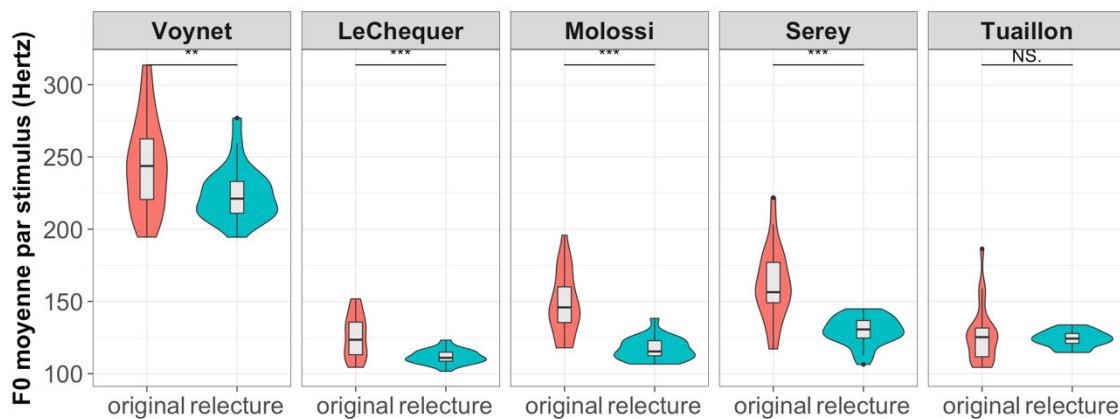 Voynet LeChequer Molossi Serey Tuaillon
** *** *** *** NS.
F0 moyenne par stimulus (Hertz)
300
250
200
150
100
original relecture original relecture original relecture original relecture original relecture